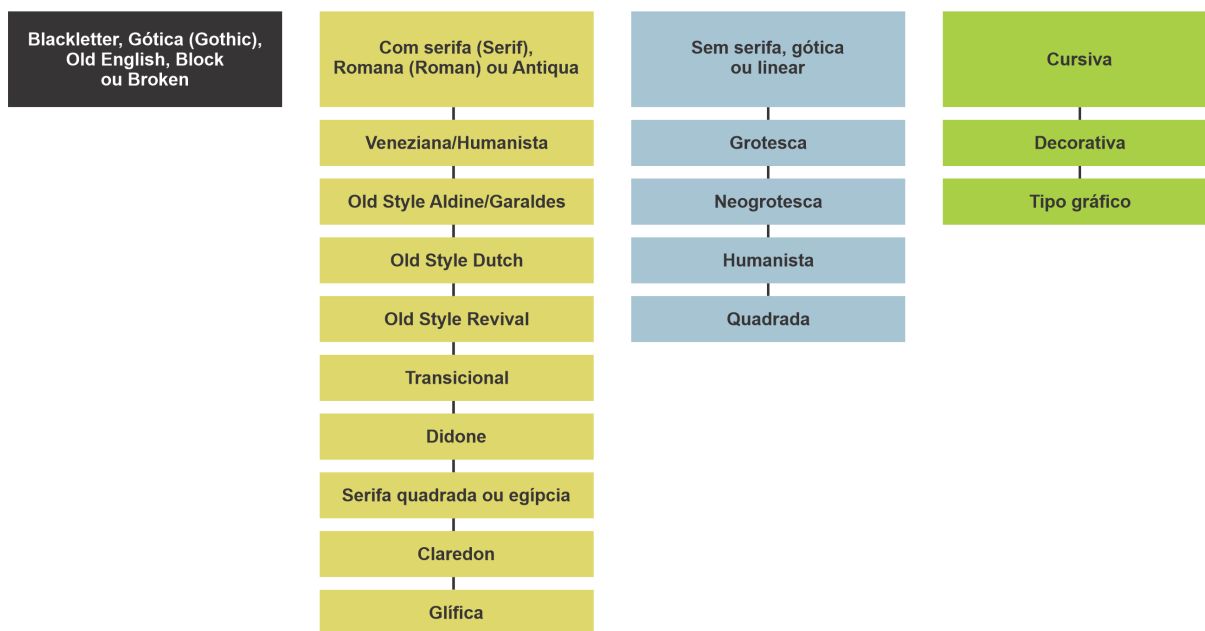 Blackletter, Gótica (Gothic),
Old English, Block
ou Broken
Com serifa (Serif),
Romana (Roman) ou Antiqua
Veneziana/Humanista
Old Style Aldine/Garaldes
Old Style Dutch
Old Style Revival
Transicional
Didone
Serifa quadrada ou egípcia
Claredon
Glífica
Sem serifa, gótica
ou linear
Grotesca
Neogrotesca
Humanista
Quadrada
Cursiva
Decorativa
Tipo gráfico